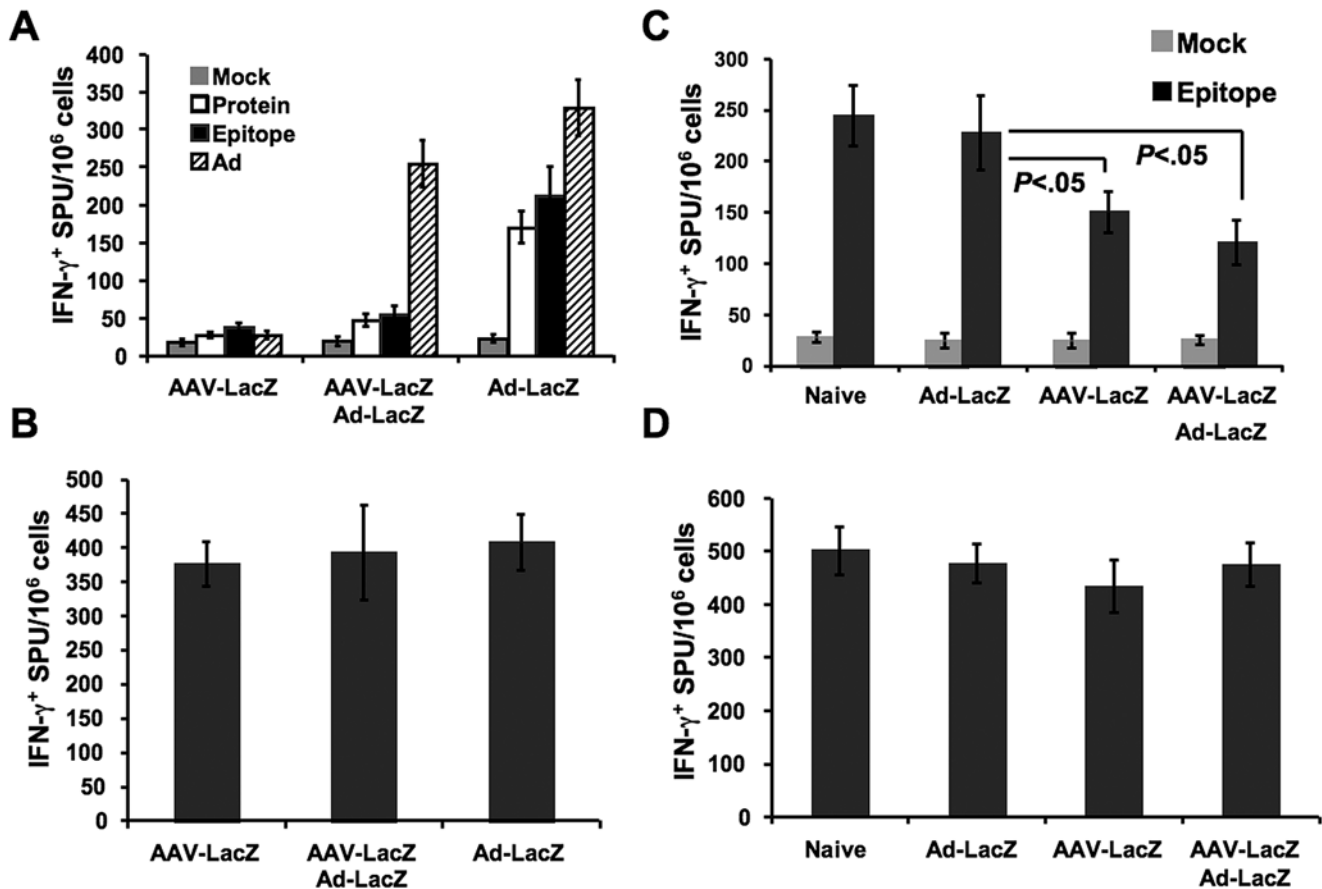 A
IFN-γ+ SPU/10^6 cells
400
350
300
250
200
150
100
50
0
Mock
Protein
Epitope
Ad
AAV-LacZ
AAV-LacZ
Ad-LacZ
Ad-LacZ
B
IFN-γ+ SPU/10^6 cells
500
450
400
350
300
250
200
150
100
50
0
AAV-LacZ
AAV-LacZ
Ad-LacZ
Ad-LacZ
C
Mock
Epitope
IFN-γ+ SPU/10^6 cells
300
250
200
150
100
50
0
P<.05
P<.05
Naive
Ad-LacZ
AAV-LacZ
AAV-LacZ
Ad-LacZ
D
IFN-γ+ SPU/10^6 cells
600
500
400
300
200
100
0
Naive
Ad-LacZ
AAV-LacZ
AAV-LacZ
Ad-LacZ